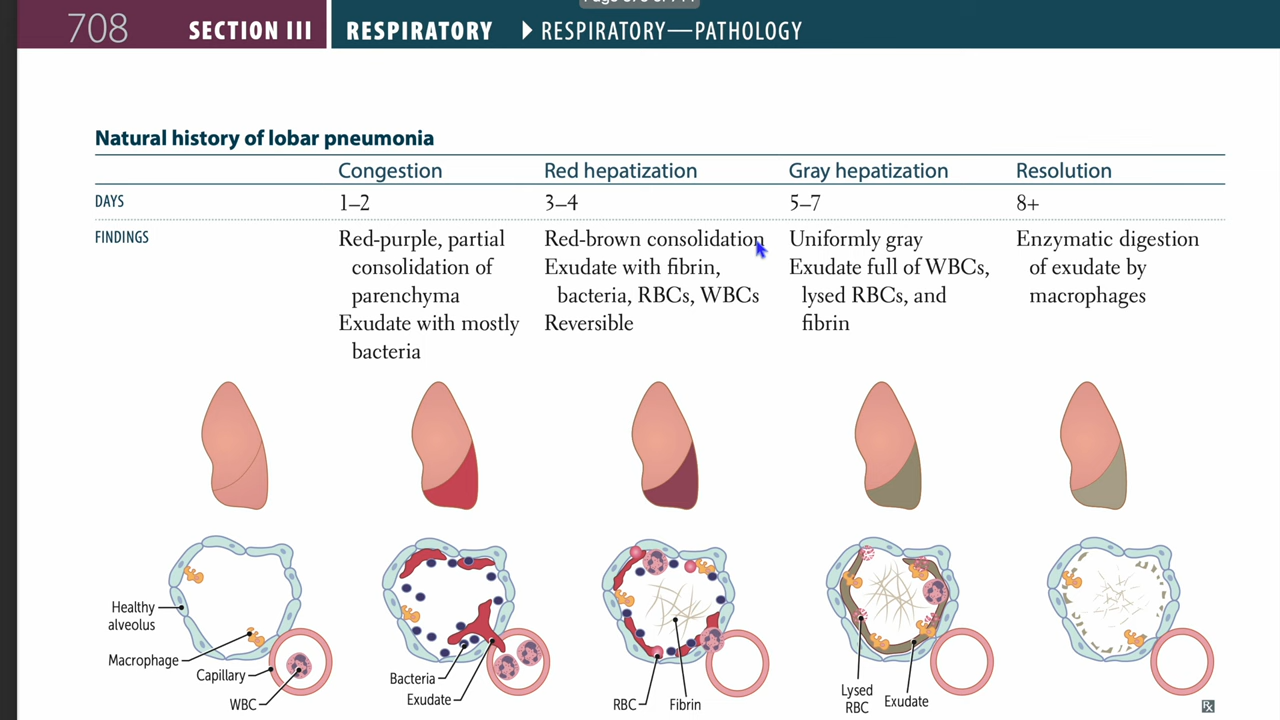 708 SECTION III RESPIRATORY ▶ RESPIRATORY—PATHOLOGY
Natural history of lobar pneumonia
Congestion Red hepatization Gray hepatization Resolution
DAYS 1–2 3–4 5–7 8+
FINDINGS Red-purple, partial Red-brown consolidation Uniformly gray Enzymatic digestion
consolidation of Exudate with fibrin, Exudate full of WBCs, of exudate by
parenchyma bacteria, RBCs, WBCs lysed RBCs, and macrophages
Exudate with mostly Reversible fibrin
bacteria
Healthy
alveolus
Macrophage
Capillary
WBC
Bacteria
Exudate
RBC Fibrin
Lysed
RBC
Exudate
Rx